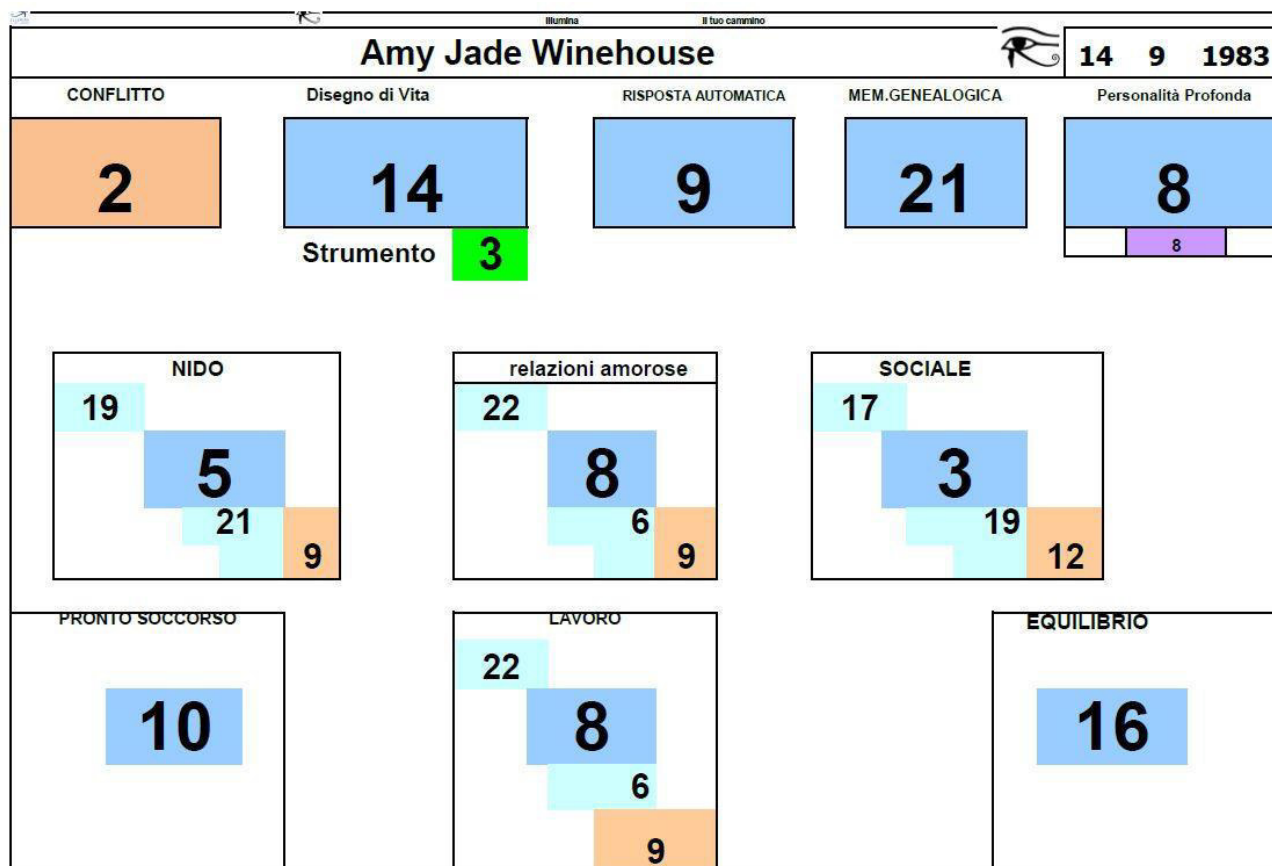 Illumina Il tuo cammino
Amy Jade Winehouse 14 9 1983
CONFLITTO Disegno di Vita RISPOSTA AUTOMATICA MEM.GENEALOGICA Personalità Profonda
2 14 9 21 8
Strumento 3 8
NIDO relazioni amorose SOCIALE
19 22 17
5 8 3
21 6 19
9 9 12
PRONTO SOCCORSO LAVORO EQUILIBRIO
22
10 8 16
6
9